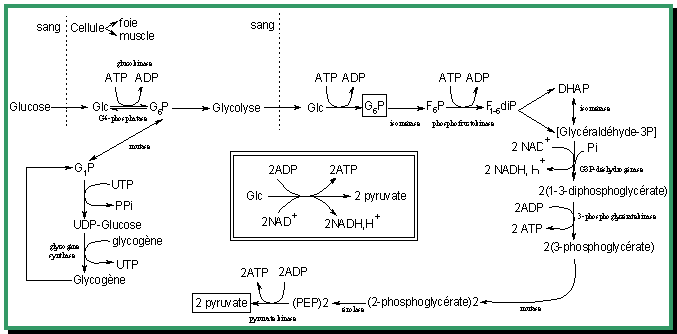 sang Cellule foie
muscle
sang
glucokinase
ATP ADP
Glucose Glc G6P Glycolyse
G6-phosphatase
mutase
ATP ADP ATP ADP
Glc G6P F6P F1-6diP
isomérase phosphofrustokinase
DHAP
isomérase
[Glycéraldéhyde-3P]
2 NAD+ Pi
2 NADH, h+ G3P-déshydrogénase
2(1-3-diphosphoglycérate)
2ADP
3-phosphoglycératekinase
2 ATP
2(3-phosphoglycérate)
mutase
G1P
UTP
PPi
UDP-Glucose
glycogène
synthase
glycogène
UTP
Glycogène
2ADP 2ATP
Glc 2 pyruvate
2NAD+ 2NADH,H+
2ATP 2ADP
2 pyruvate (PEP)2 (2-phosphoglycérate)2
pyruvate kinase énolase